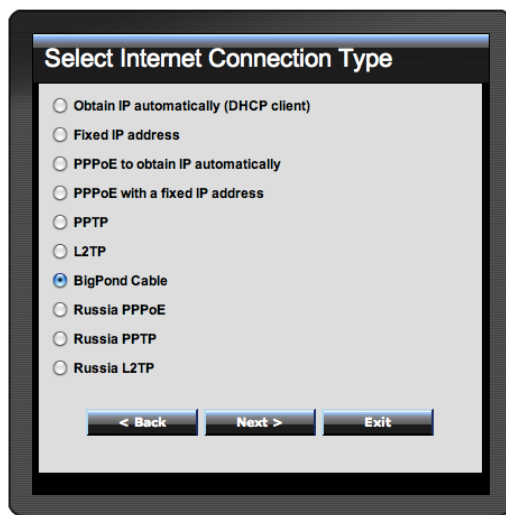 Select Internet Connection Type
Obtain IP automatically (DHCP client)
Fixed IP address
PPPoE to obtain IP automatically
PPPoE with a fixed IP address
PPTP
L2TP
BigPond Cable
Russia PPPoE
Russia PPTP
Russia L2TP
< Back Next > Exit